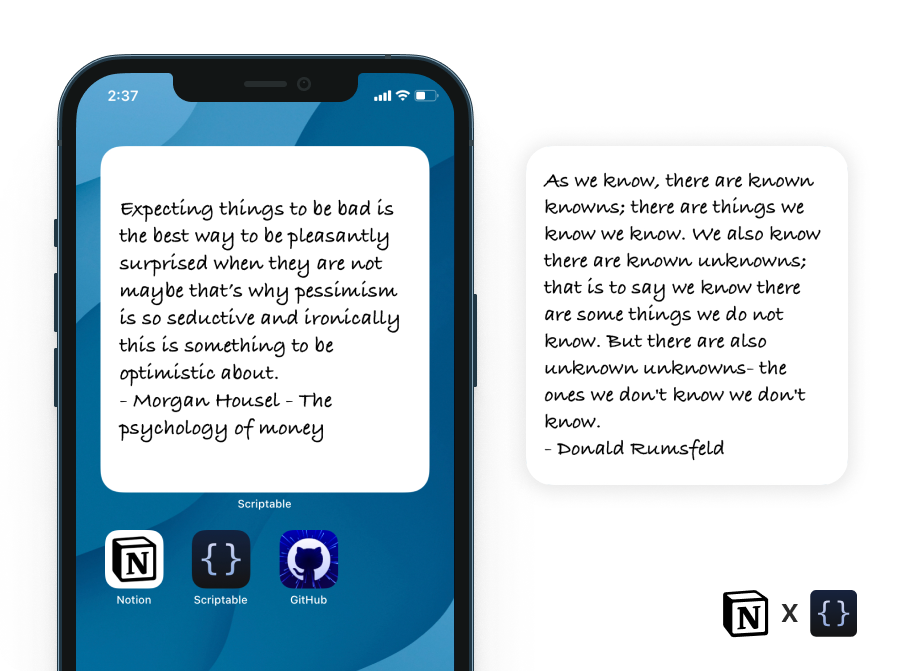 2:37
Expecting things to be bad is
the best way to be pleasantly
surprised when they are not
maybe that's why pessimism
is so seductive and ironically
this is something to be
optimistic about.
- Morgan Housel - The
psychology of money
Scriptable
N
{ }
Notion
Scriptable
GitHub
As we know, there are known
knowns; there are things we
know we know. We also know
there are known unknowns;
that is to say we know there
are some things we do not
know. But there are also
unknown unknowns- the
ones we don't know we don't
know.
- Donald Rumsfeld
N X { }